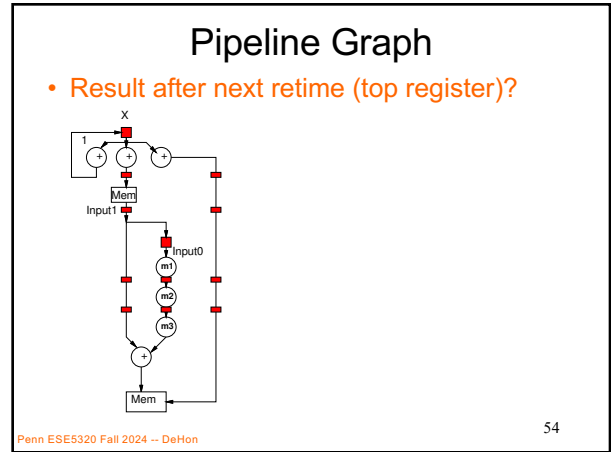 Pipeline Graph
• Result after next retime (top register)?
X
1
+ + +
Mem
Input1
Input0
m1
m2
m3
+
Mem
54
Penn ESE5320 Fall 2024 -- DeHon